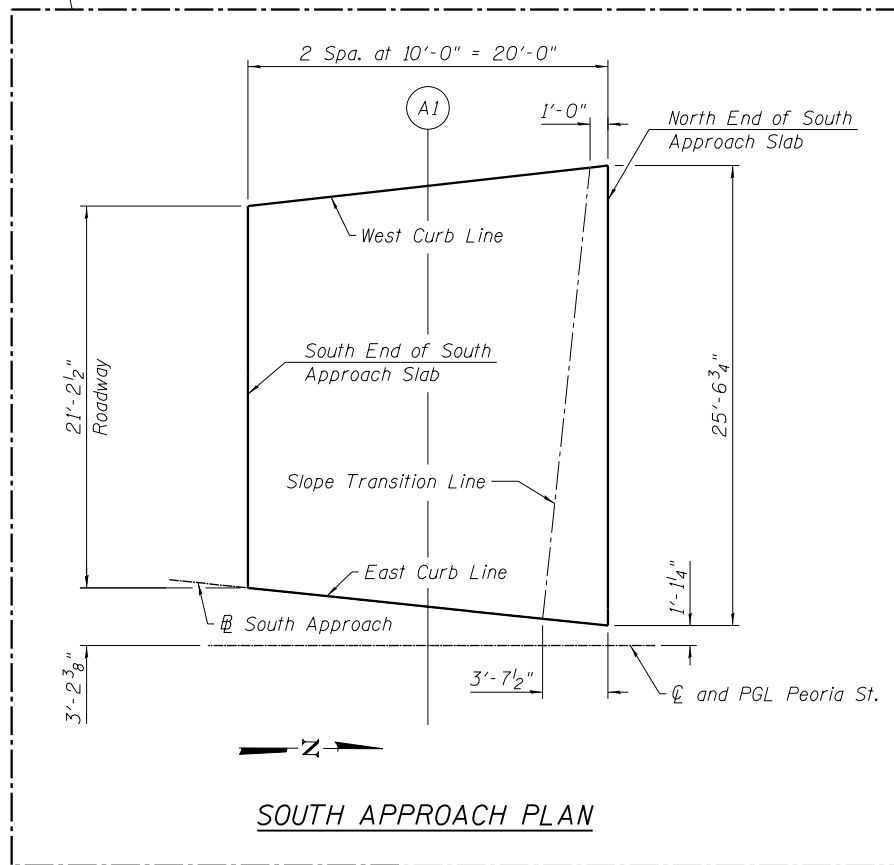 2 Spa. at 10'-0" = 20'-0"
A1
1'-0"
North End of South
Approach Slab
West Curb Line
21'-2½"
Roadway
South End of South
Approach Slab
25'-6¾"
Slope Transition Line
East Curb Line
1'-1¼"
℄ South Approach
3'-2⅜"
3'-7½"
℄ and PGL Peoria St.
N
SOUTH APPROACH PLAN